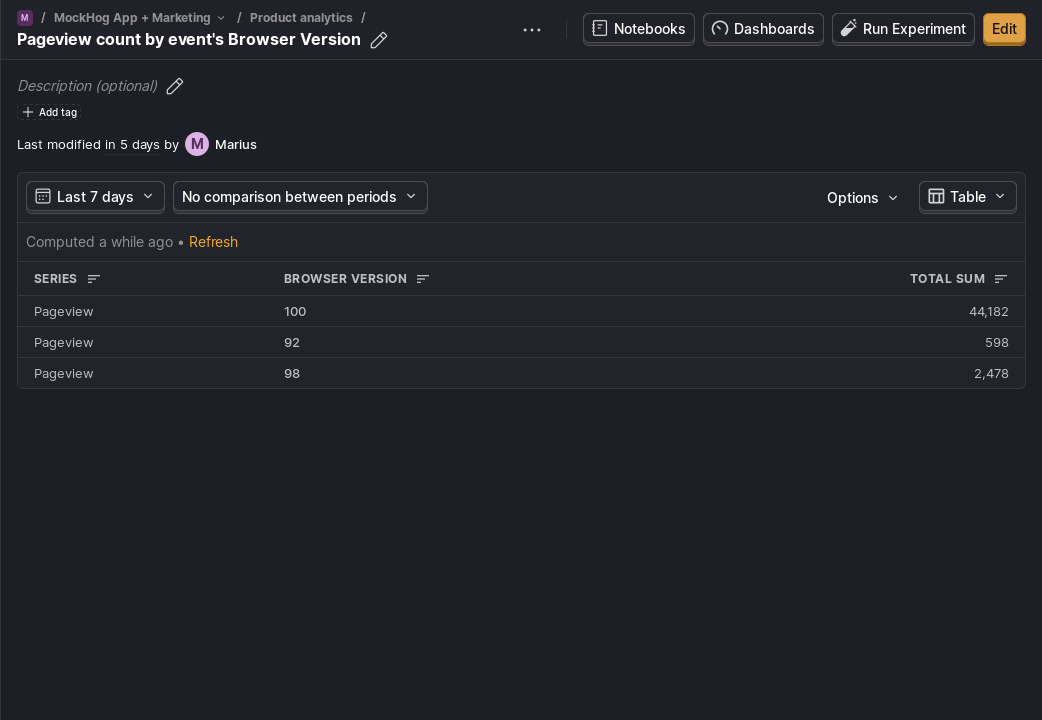 M / MockHog App + Marketing / Product analytics /
Pageview count by event's Browser Version
Notebooks Dashboards Run Experiment Edit
Description (optional)
Add tag
Last modified in 5 days by M Marius
Last 7 days No comparison between periods Options Table
Computed a while ago • Refresh
SERIES BROWSER VERSION TOTAL SUM
Pageview 100 44,182
Pageview 92 598
Pageview 98 2,478